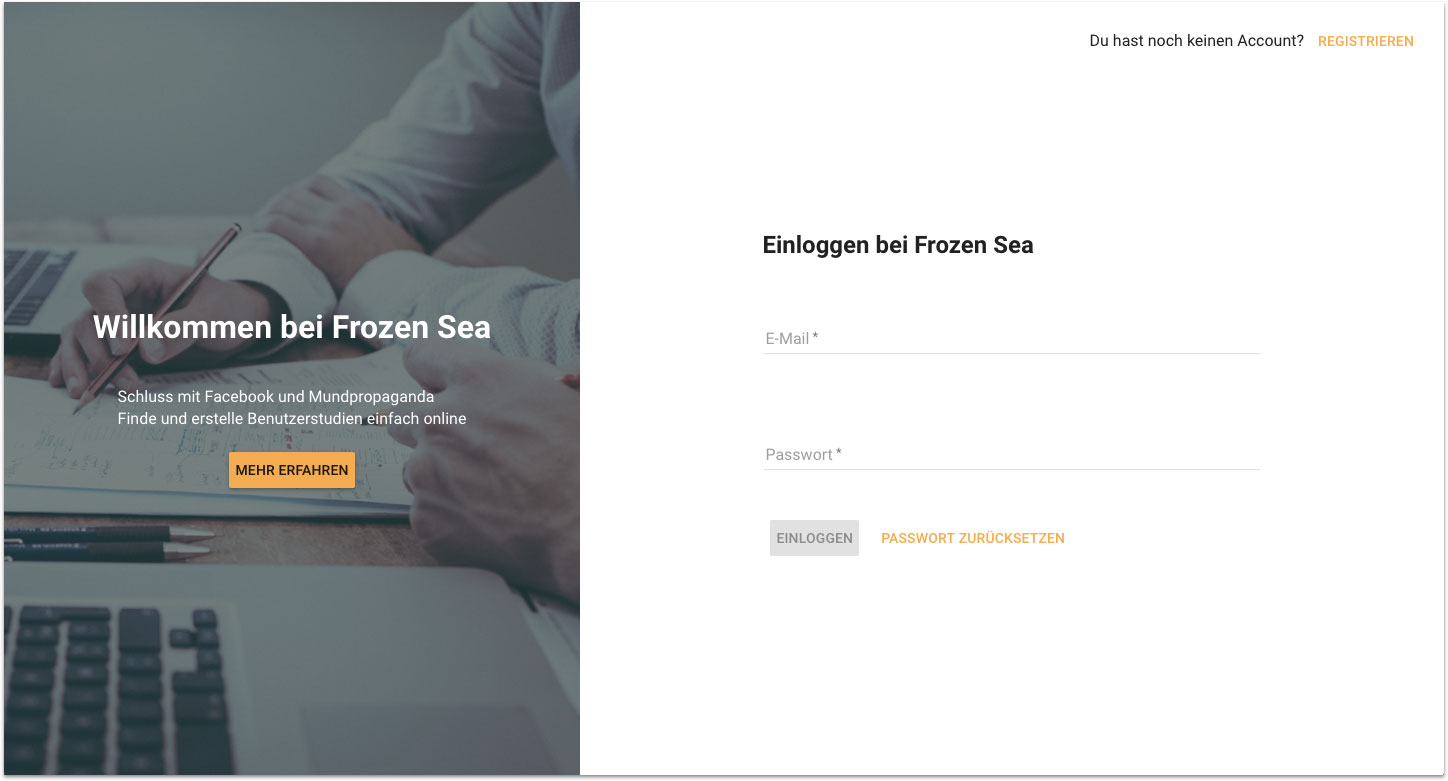 Du hast noch keinen Account? REGISTRIEREN
Willkommen bei Frozen Sea
Schluss mit Facebook und Mundpropaganda
Finde und erstelle Benutzerstudien einfach online
MEHR ERFAHREN
Einloggen bei Frozen Sea
E-Mail *
Passwort *
EINLOGGEN PASSWORT ZURÜCKSETZEN